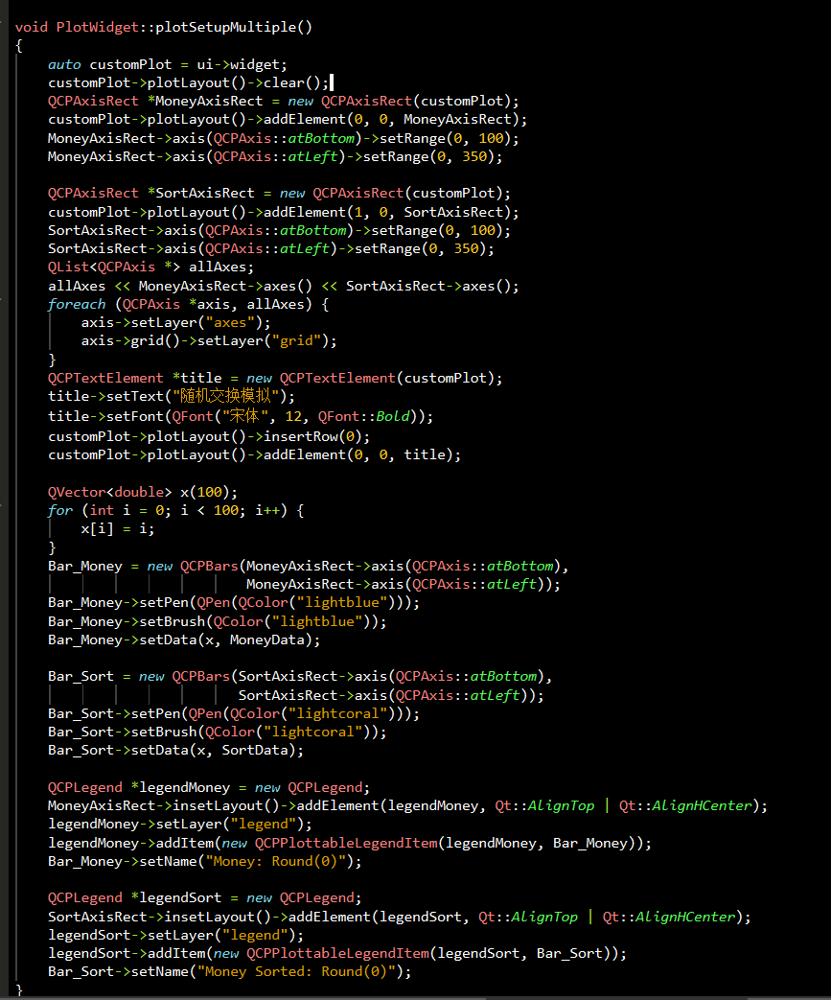 void PlotWidget::plotSetupMultiple()
{
    auto customPlot = ui->widget;
    customPlot->plotLayout()->clear();
    QCPAxisRect *MoneyAxisRect = new QCPAxisRect(customPlot);
    customPlot->plotLayout()->addElement(0, 0, MoneyAxisRect);
    MoneyAxisRect->axis(QCPAxis::atBottom)->setRange(0, 100);
    MoneyAxisRect->axis(QCPAxis::atLeft)->setRange(0, 350);

    QCPAxisRect *SortAxisRect = new QCPAxisRect(customPlot);
    customPlot->plotLayout()->addElement(1, 0, SortAxisRect);
    SortAxisRect->axis(QCPAxis::atBottom)->setRange(0, 100);
    SortAxisRect->axis(QCPAxis::atLeft)->setRange(0, 350);
    QList<QCPAxis *> allAxes;
    allAxes << MoneyAxisRect->axes() << SortAxisRect->axes();
    foreach (QCPAxis *axis, allAxes) {
        axis->setLayer("axes");
        axis->grid()->setLayer("grid");
    }
    QCPTextElement *title = new QCPTextElement(customPlot);
    title->setText("随机交换模拟");
    title->setFont(QFont("宋体", 12, QFont::Bold));
    customPlot->plotLayout()->insertRow(0);
    customPlot->plotLayout()->addElement(0, 0, title);

    QVector<double> x(100);
    for (int i = 0; i < 100; i++) {
        x[i] = i;
    }
    Bar_Money = new QCPBars(MoneyAxisRect->axis(QCPAxis::atBottom),
                            MoneyAxisRect->axis(QCPAxis::atLeft));
    Bar_Money->setPen(QPen(QColor("lightblue")));
    Bar_Money->setBrush(QColor("lightblue"));
    Bar_Money->setData(x, MoneyData);

    Bar_Sort = new QCPBars(SortAxisRect->axis(QCPAxis::atBottom),
                           SortAxisRect->axis(QCPAxis::atLeft));
    Bar_Sort->setPen(QPen(QColor("lightcoral")));
    Bar_Sort->setBrush(QColor("lightcoral"));
    Bar_Sort->setData(x, SortData);

    QCPLegend *legendMoney = new QCPLegend;
    MoneyAxisRect->insetLayout()->addElement(legendMoney, Qt::AlignTop | Qt::AlignHCenter);
    legendMoney->setLayer("legend");
    legendMoney->addItem(new QCPPlottableLegendItem(legendMoney, Bar_Money));
    Bar_Money->setName("Money: Round(0)");

    QCPLegend *legendSort = new QCPLegend;
    SortAxisRect->insetLayout()->addElement(legendSort, Qt::AlignTop | Qt::AlignHCenter);
    legendSort->setLayer("legend");
    legendSort->addItem(new QCPPlottableLegendItem(legendSort, Bar_Sort));
    Bar_Sort->setName("Money Sorted: Round(0)");
}